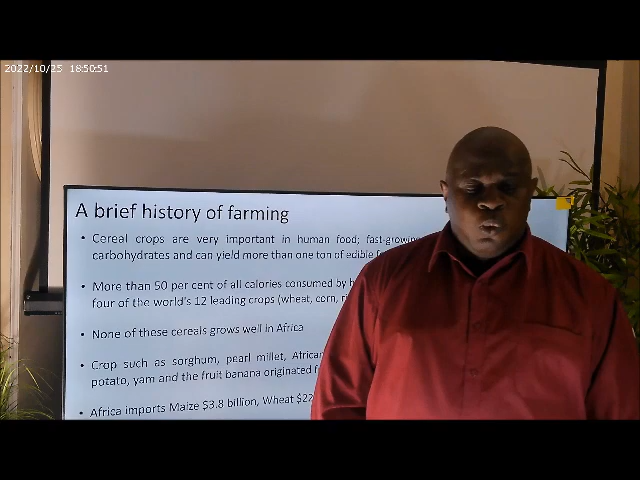 2022/10/25 18:50:51
A brief history of farming
• Cereal crops are very important in human food; fast-growing
carbohydrates and can yield more than one ton of edible
• More than 50 per cent of all calories consumed by
four of the world's 12 leading crops (wheat, corn,
• None of these cereals grows well in Africa
• Crop such as sorghum, pearl millet, African
potato, yam and the fruit banana originated
• Africa imports Maize $3.8 billion, Wheat